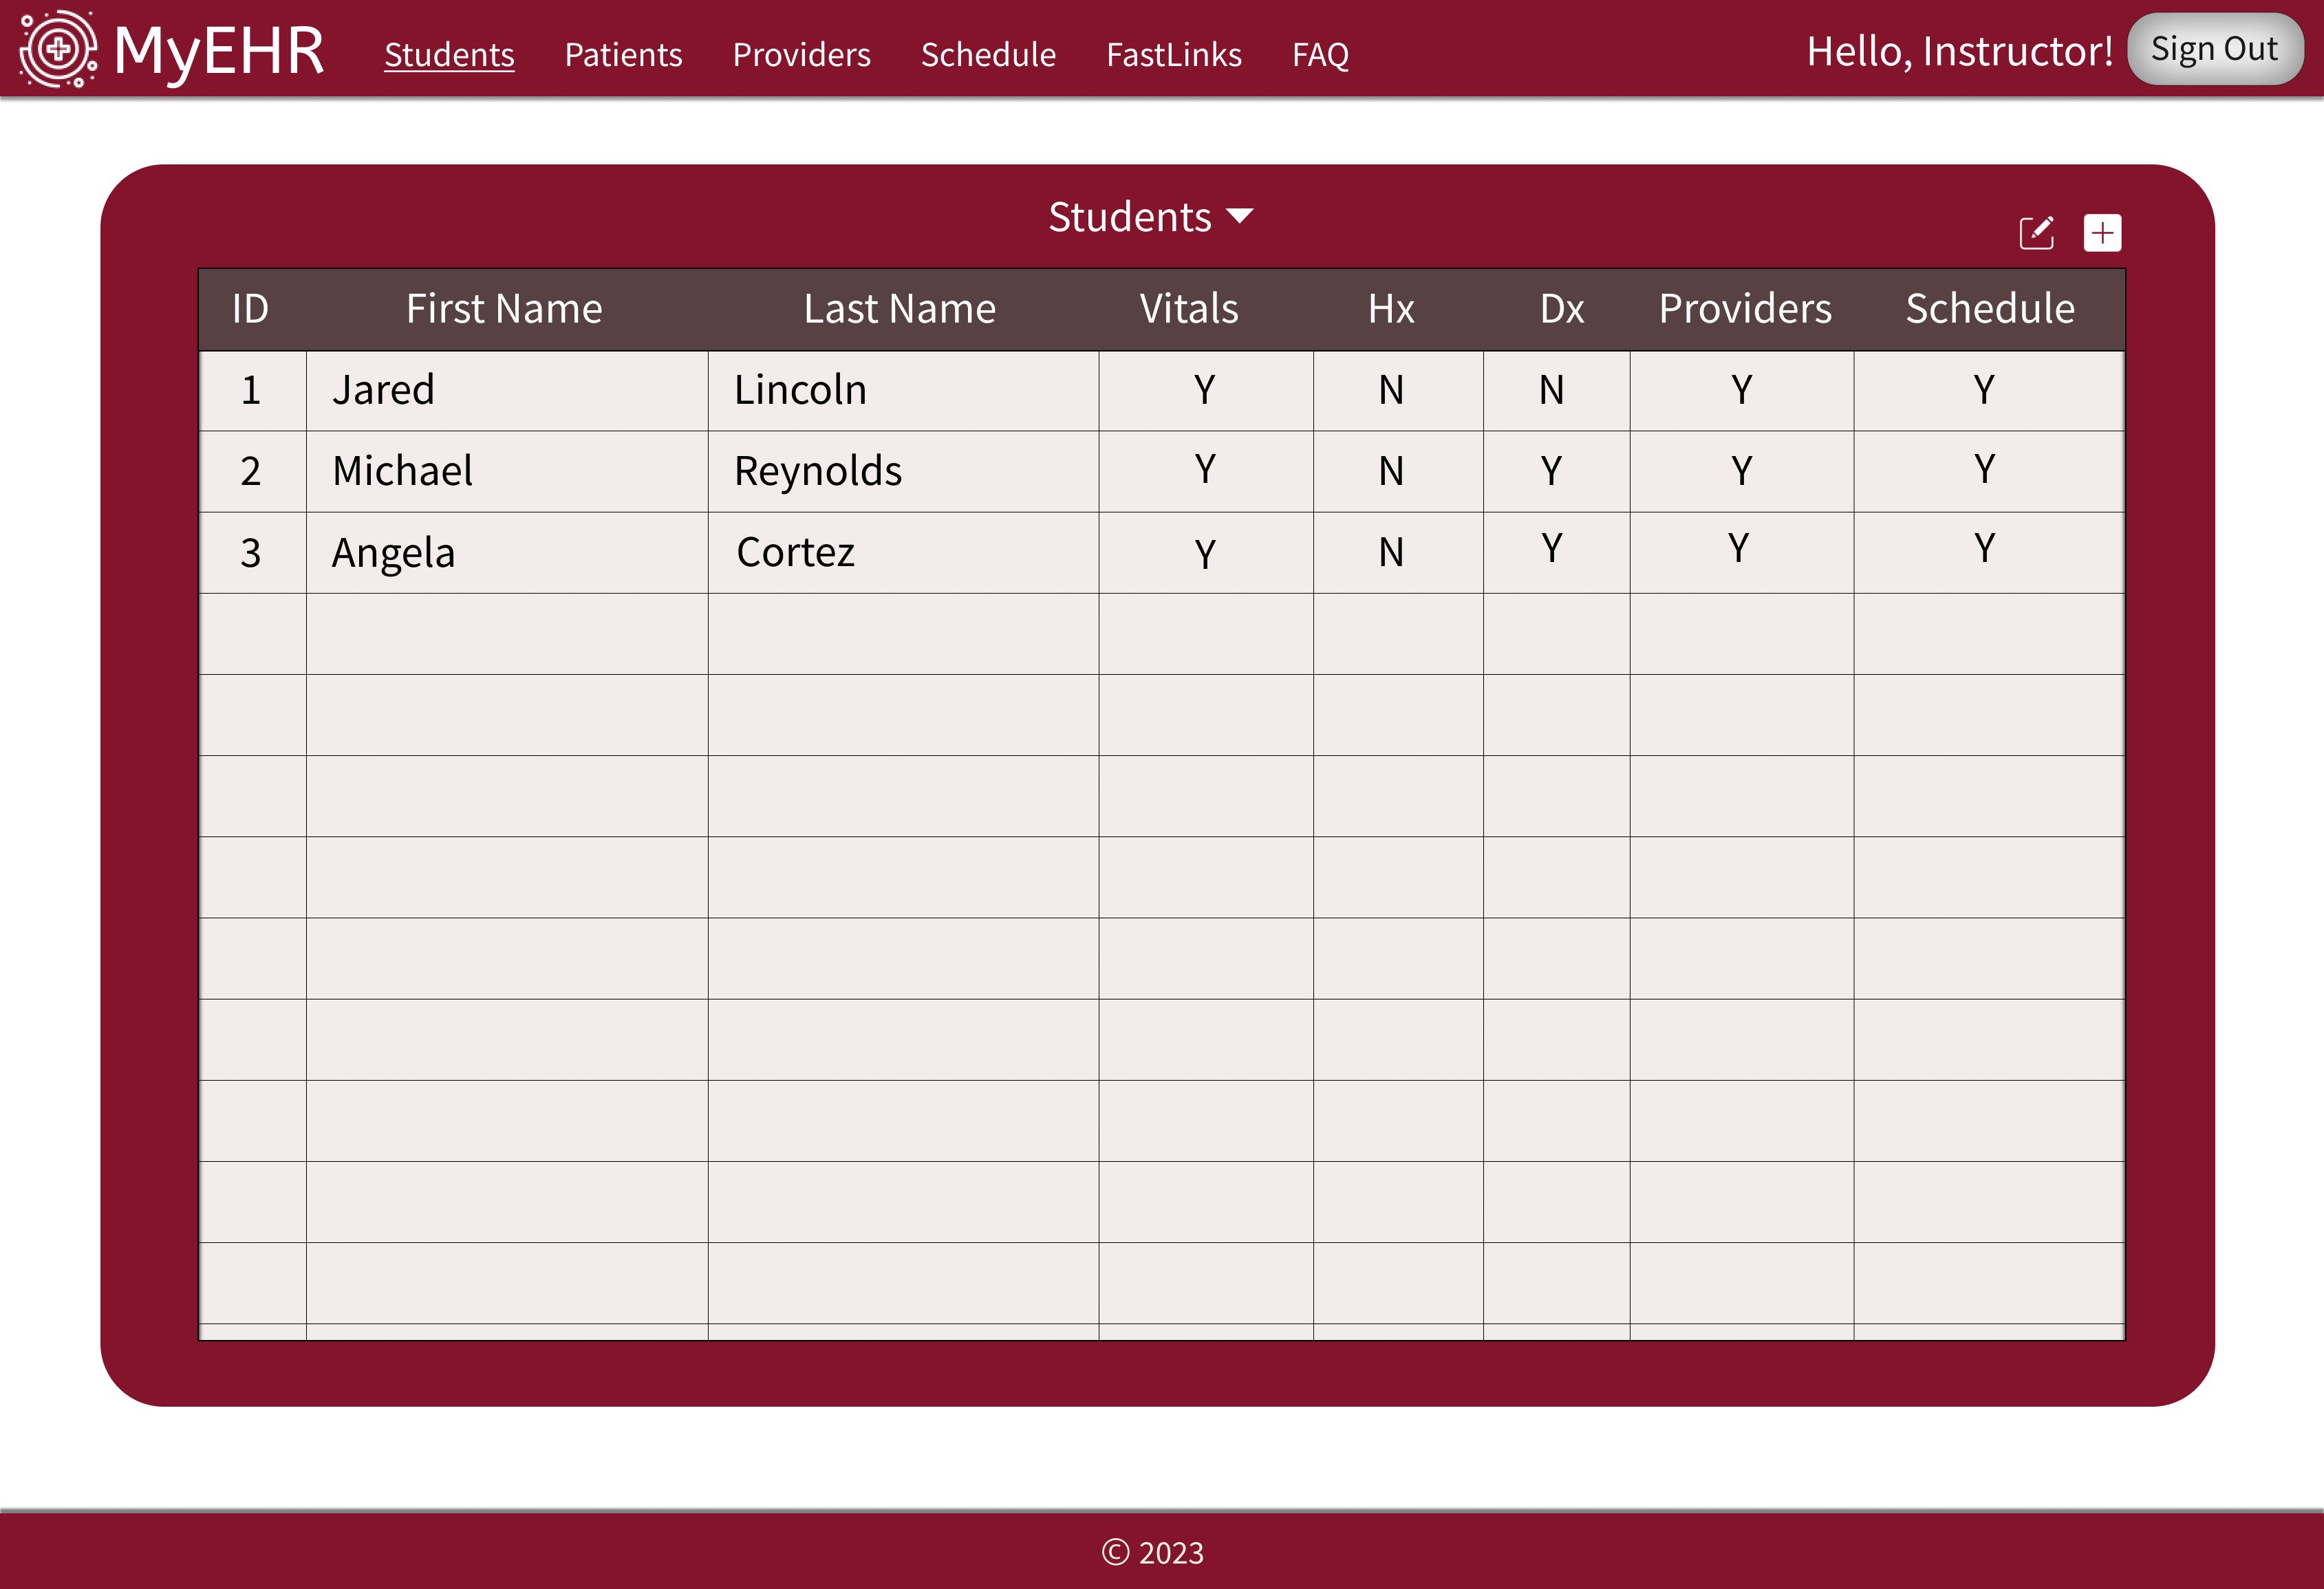 MyEHR Students Patients Providers Schedule FastLinks FAQ Hello, Instructor! Sign Out
Students
ID First Name Last Name Vitals Hx Dx Providers Schedule
1 Jared Lincoln Y N N Y Y
2 Michael Reynolds Y N Y Y Y
3 Angela Cortez Y N Y Y Y
© 2023